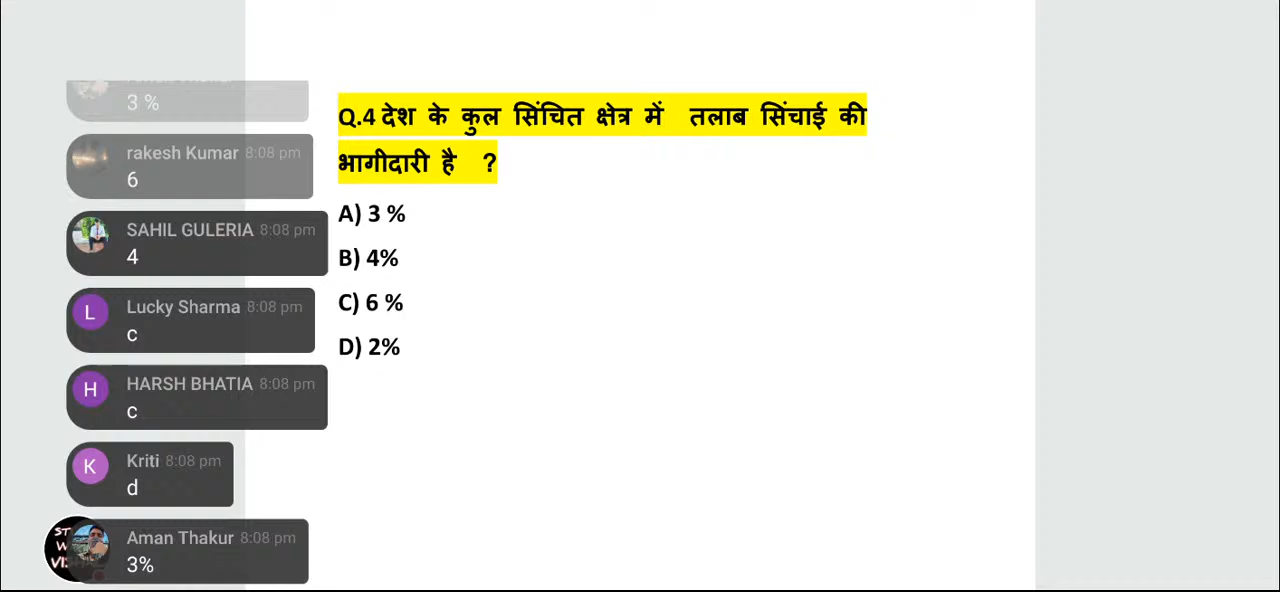 3 %
rakesh Kumar 8:08 pm
6
SAHIL GULERIA 8:08 pm
4
Lucky Sharma 8:08 pm
L
c
HARSH BHATIA 8:08 pm
H
c
Kriti 8:08 pm
K
d
Aman Thakur 8:08 pm
3%
Q.4 देश के कुल सिंचित क्षेत्र में तलाब सिंचाई की
भागीदारी है ?
A) 3 %
B) 4%
C) 6 %
D) 2%